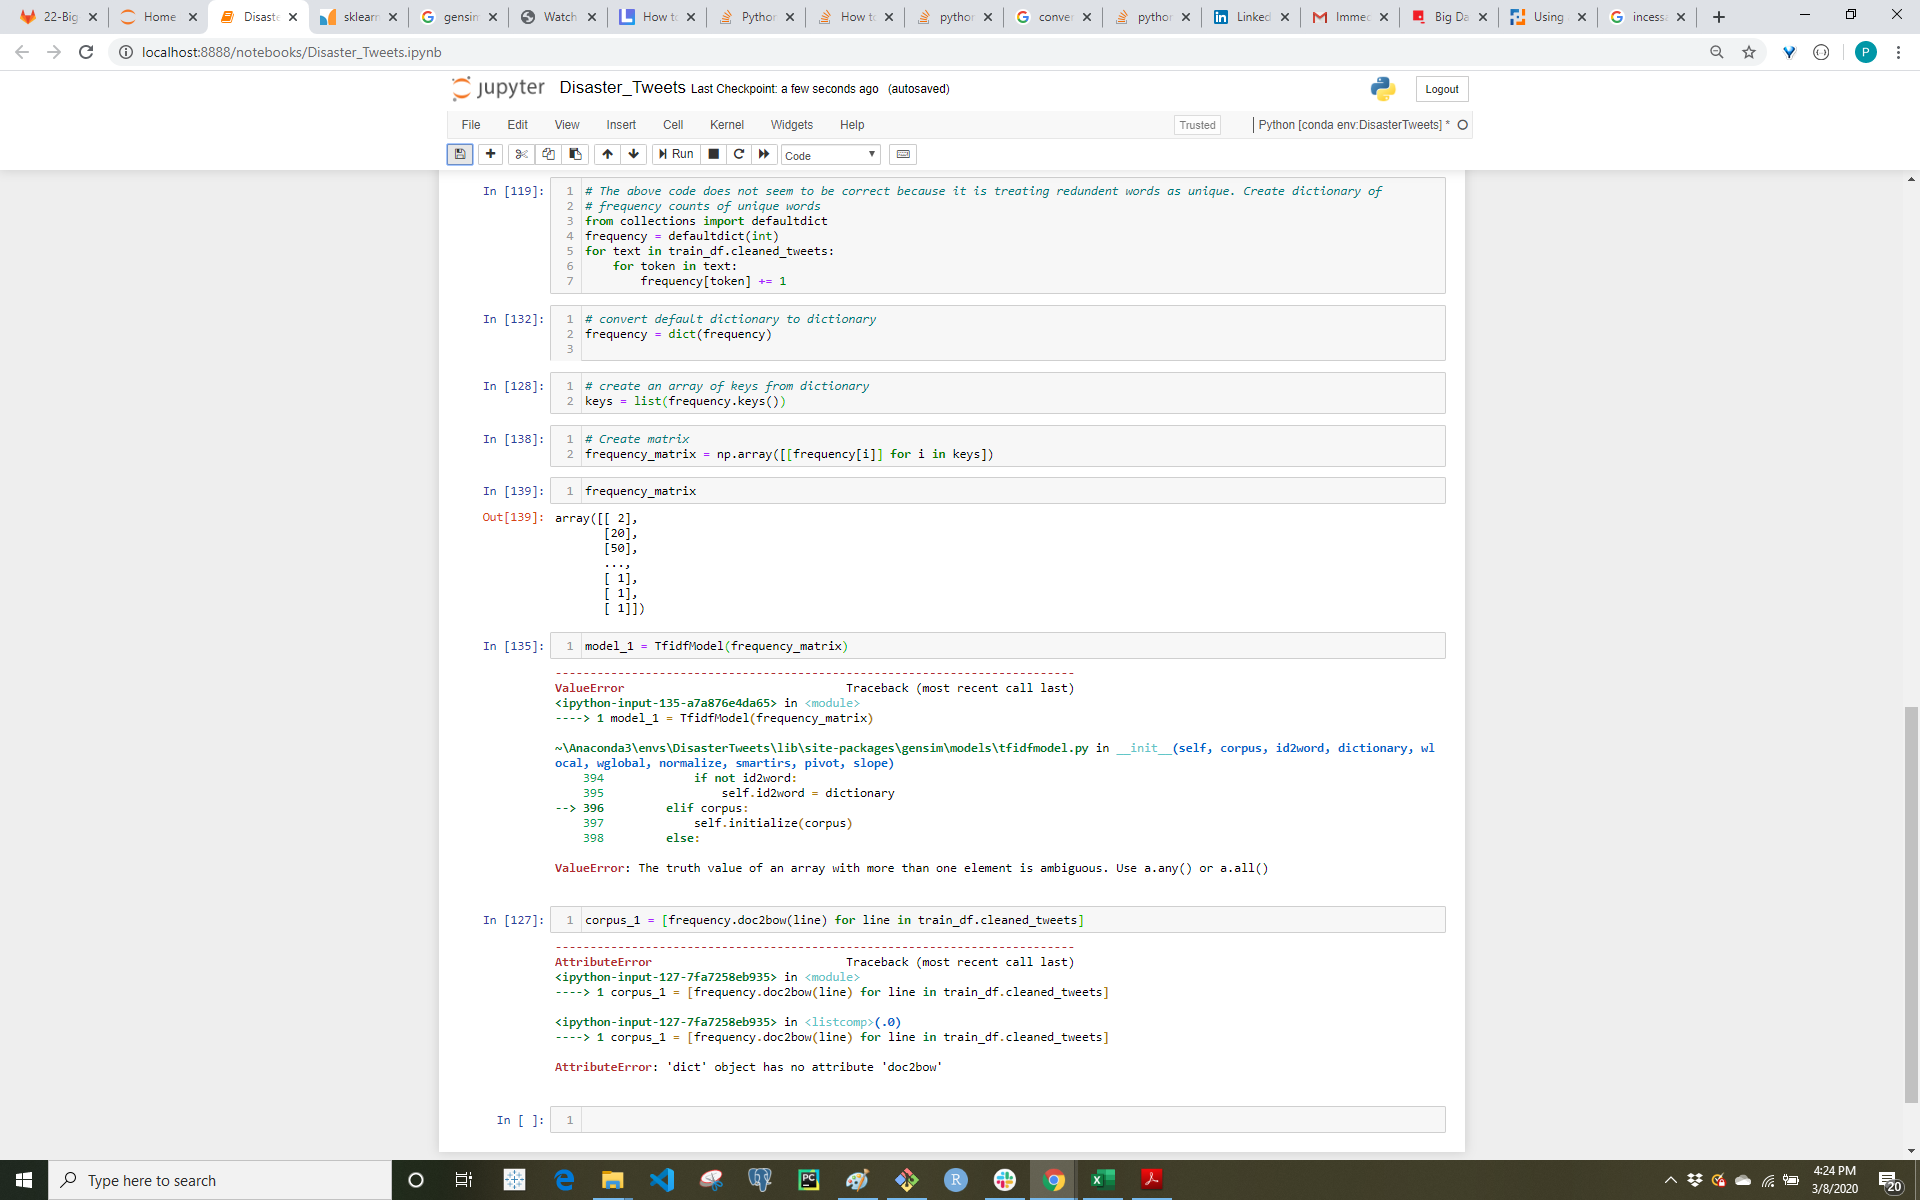 22-Big
Home
Disaste
sklearn
gensim
Watch
How to
Python
How to
python
conver
python
Linked
Immed
Big Da
Using
incessa
localhost:8888/notebooks/Disaster_Tweets.ipynb
P
jupyter Disaster_Tweets Last Checkpoint: a few seconds ago (autosaved)
Logout
File Edit View Insert Cell Kernel Widgets Help
Trusted
Python [conda env:DisasterTweets] *
Run
Code
In [119]:
1 # The above code does not seem to be correct because it is treating redundent words as unique. Create dictionary of
2 # frequency counts of unique words
3 from collections import defaultdict
4 frequency = defaultdict(int)
5 for text in train_df.cleaned_tweets:
6     for token in text:
7         frequency[token] += 1
In [132]:
1 # convert default dictionary to dictionary
2 frequency = dict(frequency)
3
In [128]:
1 # create an array of keys from dictionary
2 keys = list(frequency.keys())
In [138]:
1 # Create matrix
2 frequency_matrix = np.array([[frequency[i]] for i in keys])
In [139]:
1 frequency_matrix
Out[139]:
array([[ 2],
       [20],
       [50],
       ...,
       [ 1],
       [ 1],
       [ 1]])
In [135]:
1 model_1 = TfidfModel(frequency_matrix)
---------------------------------------------------------------------------
ValueError                                Traceback (most recent call last)
<ipython-input-135-a7a876e4da65> in <module>
----> 1 model_1 = TfidfModel(frequency_matrix)
~\Anaconda3\envs\DisasterTweets\lib\site-packages\gensim\models\tfidfmodel.py in __init__(self, corpus, id2word, dictionary, wl
ocal, wglobal, normalize, smartirs, pivot, slope)
    394             if not id2word:
    395                 self.id2word = dictionary
--> 396         elif corpus:
    397             self.initialize(corpus)
    398         else:
ValueError: The truth value of an array with more than one element is ambiguous. Use a.any() or a.all()
In [127]:
1 corpus_1 = [frequency.doc2bow(line) for line in train_df.cleaned_tweets]
---------------------------------------------------------------------------
AttributeError                            Traceback (most recent call last)
<ipython-input-127-7fa7258eb935> in <module>
----> 1 corpus_1 = [frequency.doc2bow(line) for line in train_df.cleaned_tweets]
<ipython-input-127-7fa7258eb935> in <listcomp>(.0)
----> 1 corpus_1 = [frequency.doc2bow(line) for line in train_df.cleaned_tweets]
AttributeError: 'dict' object has no attribute 'doc2bow'
In [ ]:
1
Type here to search
4:24 PM
3/8/2020
20